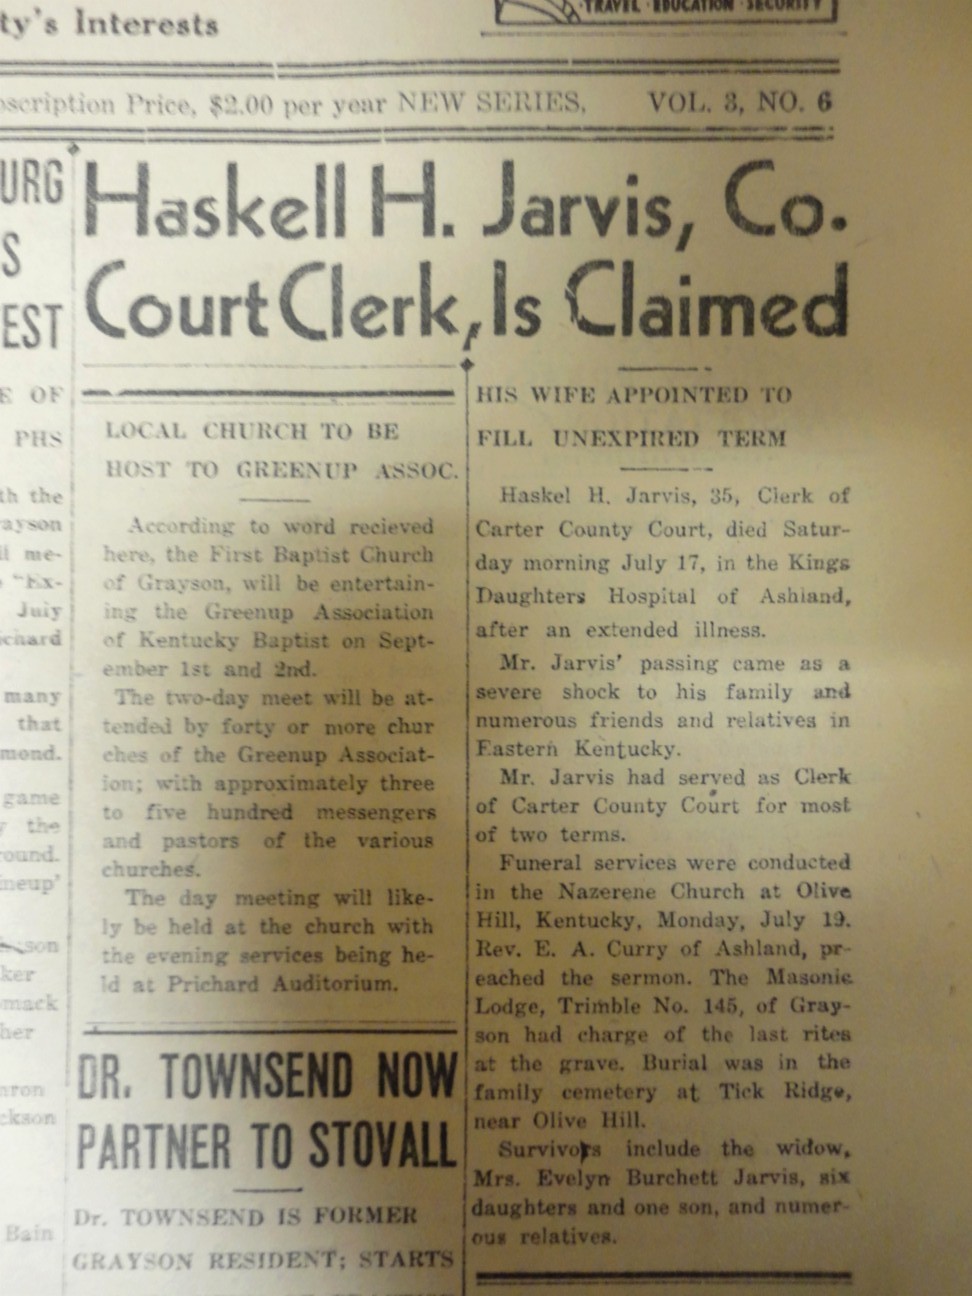 ty's Interests
TRAVEL · EDUCATION · SECURITY
scription Price, $2.00 per year NEW SERIES, VOL. 3, NO. 6
URG
S
EST
E OF
PHS
th the
ayson
me-
"Ex-
July
ichard
many
that
mond.
game
the
round.
ineup'
son
ker
mack
her
aron
ckson
Bain
Haskell H. Jarvis, Co.
Court Clerk, Is Claimed
LOCAL CHURCH TO BE
HOST TO GREENUP ASSOC.
According to word recieved
here, the First Baptist Church
of Grayson, will be entertain-
ing the Greenup Association
of Kentucky Baptist on Sept-
ember 1st and 2nd.
The two-day meet will be at-
tended by forty or more chur
ches of the Greenup Associat-
ion; with approximately three
to five hundred messengers
and pastors of the various
churches.
The day meeting will like-
ly be held at the church with
the evening services being he-
ld at Prichard Auditorium.
DR. TOWNSEND NOW
PARTNER TO STOVALL
Dr. TOWNSEND IS FORMER
GRAYSON RESIDENT; STARTS
HIS WIFE APPOINTED TO
FILL UNEXPIRED TERM
Haskel H. Jarvis, 35, Clerk of
Carter County Court, died Satur-
day morning July 17, in the Kings
Daughters Hospital of Ashland,
after an extended illness.
Mr. Jarvis' passing came as a
severe shock to his family and
numerous friends and relatives in
Eastern Kentucky.
Mr. Jarvis had served as Clerk
of Carter County Court for most
of two terms.
Funeral services were conducted
in the Nazerene Church at Olive
Hill, Kentucky, Monday, July 19.
Rev. E. A. Curry of Ashland, pr-
eached the sermon. The Masonic
Lodge, Trimble No. 145, of Gray-
son had charge of the last rites
at the grave. Burial was in the
family cemetery at Tick Ridge,
near Olive Hill.
Survivors include the widow,
Mrs. Evelyn Burchett Jarvis, six
daughters and one son, and numer-
ous relatives.